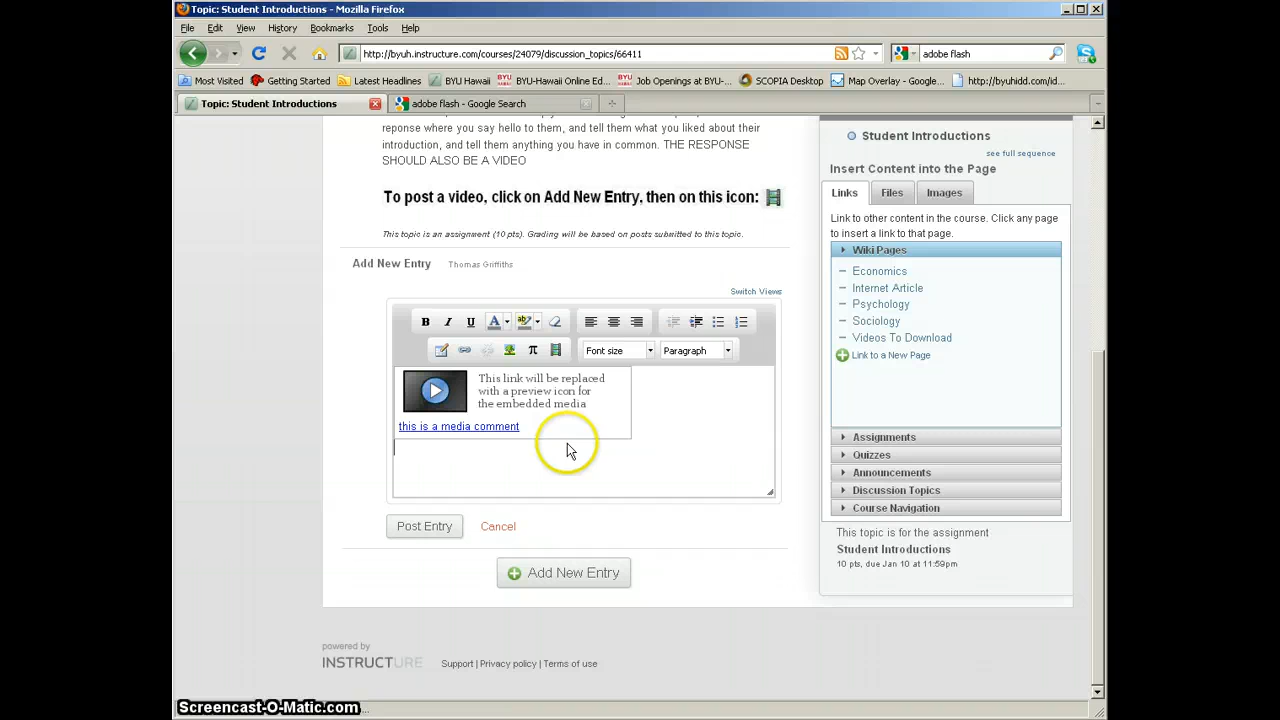 Topic: Student Introductions - Mozilla Firefox
File Edit View History Bookmarks Tools Help
http://byuh.instructure.com/courses/24079/discussion_topics/66411
adobe flash
Most Visited Getting Started Latest Headlines BYU Hawaii BYU-Hawaii Online Ed... Job Openings at BYU-... SCOPIA Desktop Map Overlay - Google... http://byuhidd.com/id...
Topic: Student Introductions
adobe flash - Google Search
reponse where you say hello to them, and tell them what you liked about their
introduction, and tell them anything you have in common. THE RESPONSE
SHOULD ALSO BE A VIDEO
To post a video, click on Add New Entry, then on this icon:
This topic is an assignment (10 pts). Grading will be based on posts submitted to this topic.
Add New Entry Thomas Griffiths
Switch Views
B I U A ab
π Font size Paragraph
This link will be replaced
with a preview icon for
the embedded media
this is a media comment
Post Entry Cancel
Add New Entry
Student Introductions
see full sequence
Insert Content into the Page
Links Files Images
Link to other content in the course. Click any page
to insert a link to that page.
Wiki Pages
Economics
Internet Article
Psychology
Sociology
Videos To Download
Link to a New Page
Assignments
Quizzes
Announcements
Discussion Topics
Course Navigation
This topic is for the assignment
Student Introductions
10 pts, due Jan 10 at 11:59pm
powered by
INSTRUCTURE Support | Privacy policy | Terms of use
Screencast-O-Matic.com